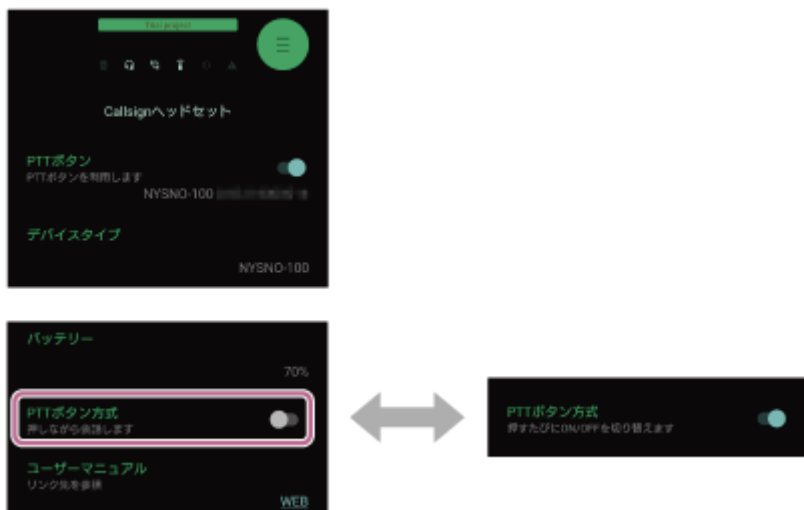 Callsignヘッドセット
PTTボタン
PTTボタンを利用します
NYSNO-100
デバイスタイプ
NYSNO-100
バッテリー
70%
PTTボタン方式
押しながら会話します
PTTボタン方式
押すたびにON/OFFを切り替えます
ユーザーマニュアル
リンク先を参照
WEB